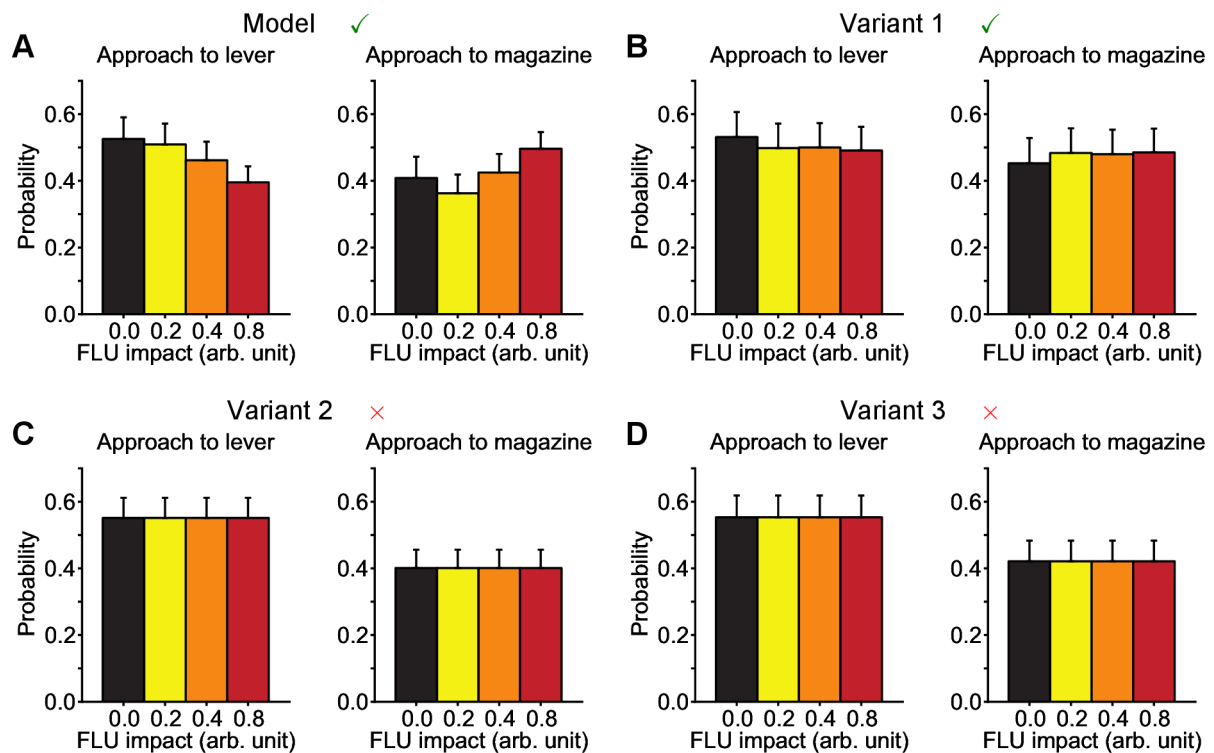 Model ✓
A
Approach to lever
Approach to magazine
Probability
0.6
0.4
0.2
0.0
0.0 0.2 0.4 0.8
FLU impact (arb. unit)
0.6
0.4
0.2
0.0
0.0 0.2 0.4 0.8
FLU impact (arb. unit)
Variant 1 ✓
B
Approach to lever
Approach to magazine
Probability
0.6
0.4
0.2
0.0
0.0 0.2 0.4 0.8
FLU impact (arb. unit)
0.6
0.4
0.2
0.0
0.0 0.2 0.4 0.8
FLU impact (arb. unit)
Variant 2 ×
C
Approach to lever
Approach to magazine
Probability
0.6
0.4
0.2
0.0
0.0 0.2 0.4 0.8
FLU impact (arb. unit)
0.6
0.4
0.2
0.0
0.0 0.2 0.4 0.8
FLU impact (arb. unit)
Variant 3 ×
D
Approach to lever
Approach to magazine
Probability
0.6
0.4
0.2
0.0
0.0 0.2 0.4 0.8
FLU impact (arb. unit)
0.6
0.4
0.2
0.0
0.0 0.2 0.4 0.8
FLU impact (arb. unit)